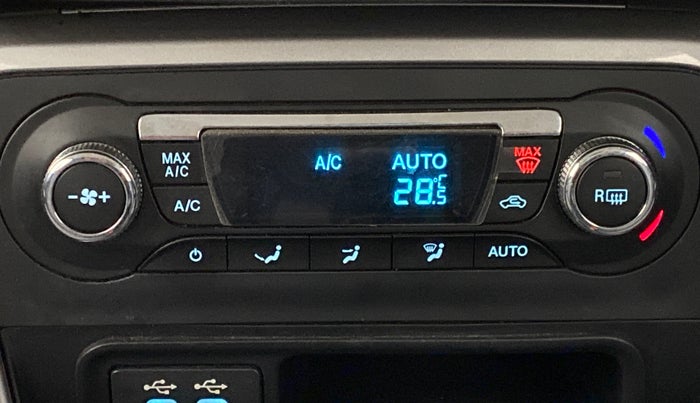 MAX A/C
A/C
A/C AUTO
28.5°C
MAX
R
AUTO